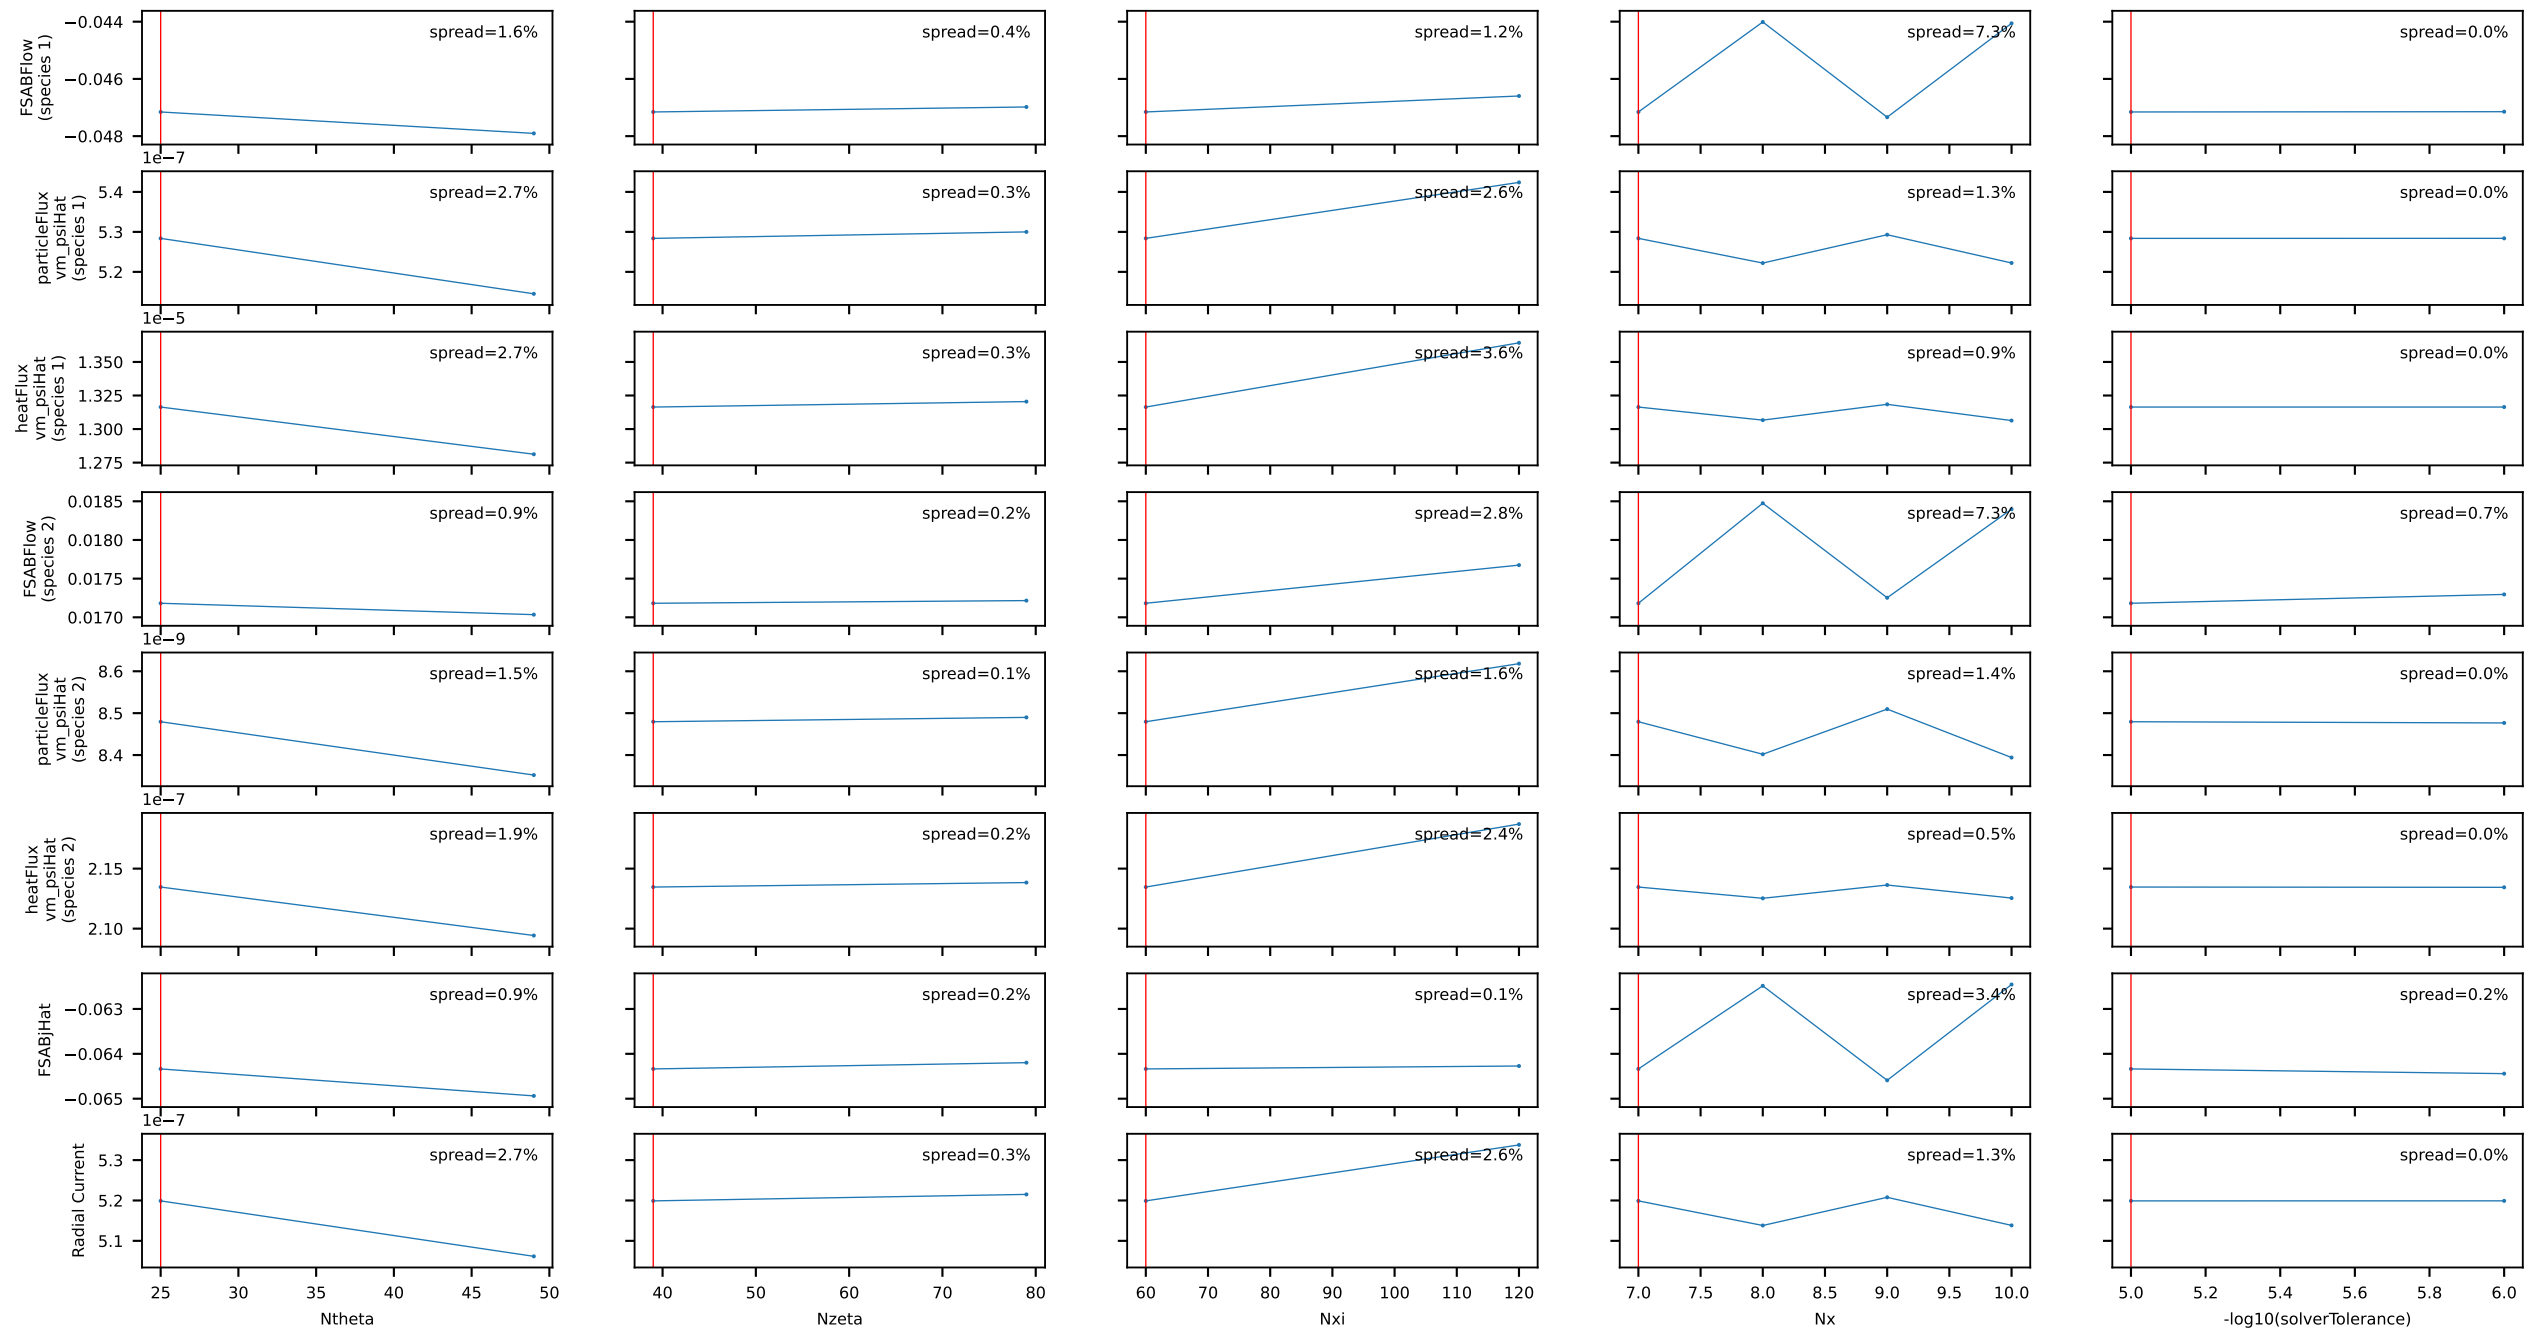 FSABFlow
(species 1)
−0.044
−0.046
−0.048
spread=1.6%
spread=0.4%
spread=1.2%
spread=7.3%
spread=0.0%
1e−7
particleFlux
vm_psiHat
(species 1)
5.4
5.3
5.2
spread=2.7%
spread=0.3%
spread=2.6%
spread=1.3%
spread=0.0%
1e−5
heatFlux
vm_psiHat
(species 1)
1.350
1.325
1.300
1.275
spread=2.7%
spread=0.3%
spread=3.6%
spread=0.9%
spread=0.0%
FSABFlow
(species 2)
0.0185
0.0180
0.0175
0.0170
spread=0.9%
spread=0.2%
spread=2.8%
spread=7.3%
spread=0.7%
1e−9
particleFlux
vm_psiHat
(species 2)
8.6
8.5
8.4
spread=1.5%
spread=0.1%
spread=1.6%
spread=1.4%
spread=0.0%
1e−7
heatFlux
vm_psiHat
(species 2)
2.15
2.10
spread=1.9%
spread=0.2%
spread=2.4%
spread=0.5%
spread=0.0%
FSABjHat
−0.063
−0.064
−0.065
spread=0.9%
spread=0.2%
spread=0.1%
spread=3.4%
spread=0.2%
1e−7
Radial Current
5.3
5.2
5.1
spread=2.7%
spread=0.3%
spread=2.6%
spread=1.3%
spread=0.0%
25 30 35 40 45 50
Ntheta
40 50 60 70 80
Nzeta
60 70 80 90 100 110 120
Nxi
7.0 7.5 8.0 8.5 9.0 9.5 10.0
Nx
5.0 5.2 5.4 5.6 5.8 6.0
-log10(solverTolerance)